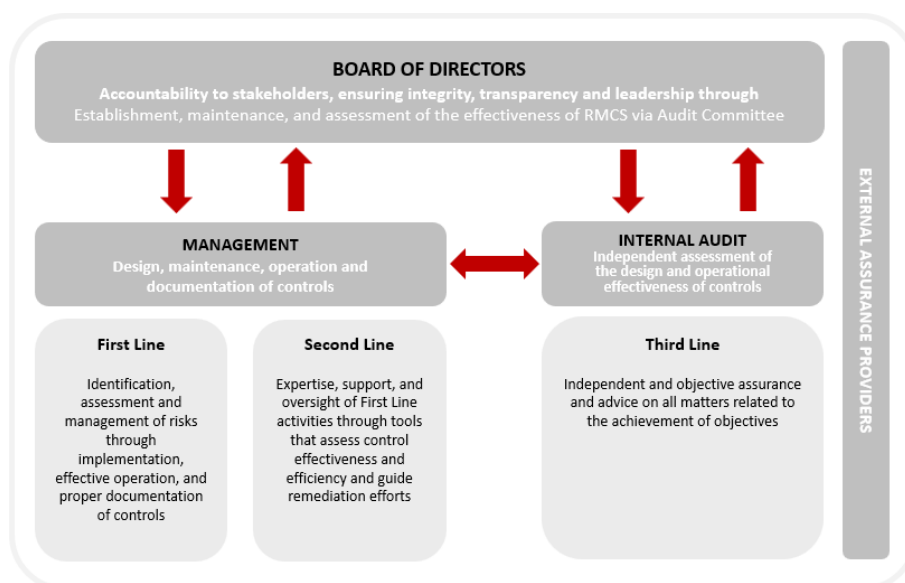 BOARD OF DIRECTORS
Accountability to stakeholders, ensuring integrity, transparency and leadership through
Establishment, maintenance, and assessment of the effectiveness of RMCS via Audit Committee
MANAGEMENT
Design, maintenance, operation and
documentation of controls
INTERNAL AUDIT
Independent assessment of
the design and operational
effectiveness of controls
First Line
Identification,
assessment and
management of risks
through
implementation,
effective operation, and
proper documentation
of controls
Second Line
Expertise, support, and
oversight of First Line
activities through tools
that assess control
effectiveness and
efficiency and guide
remediation efforts
Third Line
Independent and objective assurance
and advice on all matters related to
the achievement of objectives
EXTERNAL ASSURANCE PROVIDERS